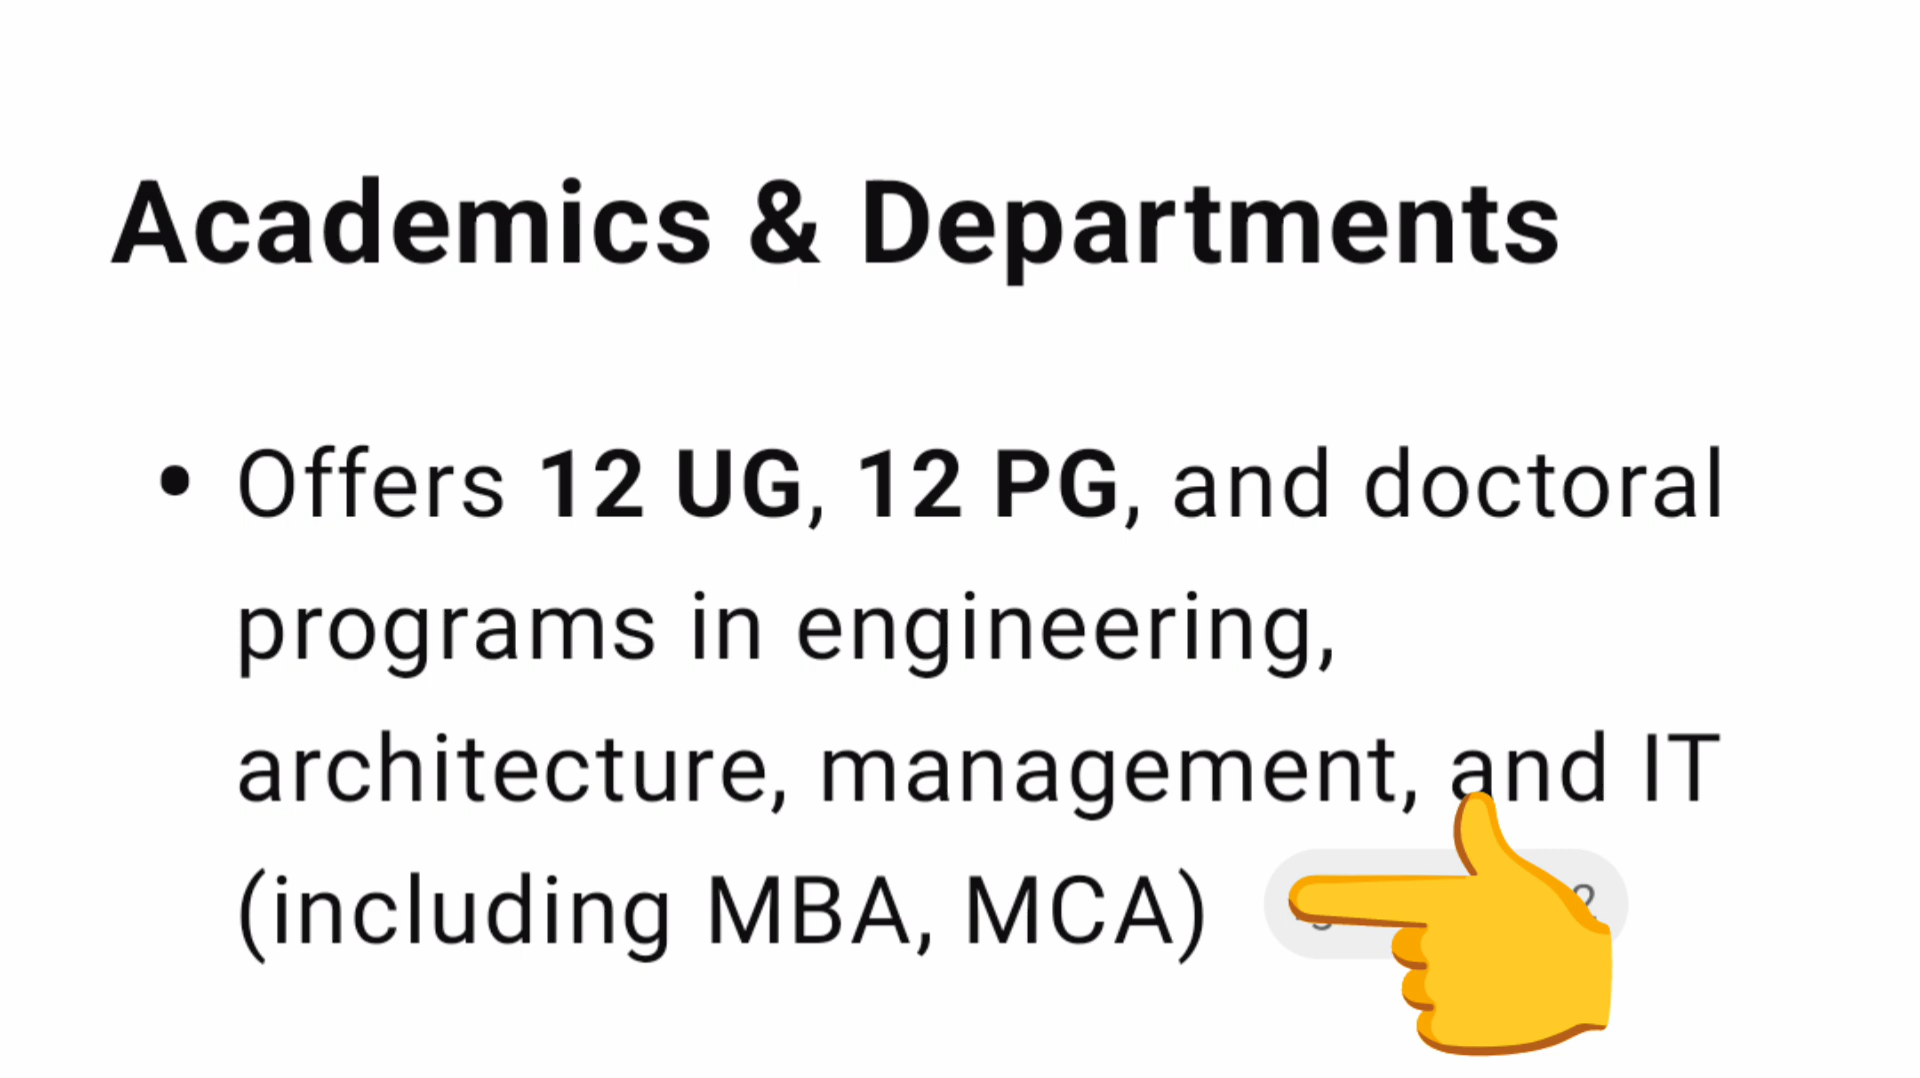 Academics & Departments
• Offers 12 UG, 12 PG, and doctoral
programs in engineering,
architecture, management, and IT
(including MBA, MCA)